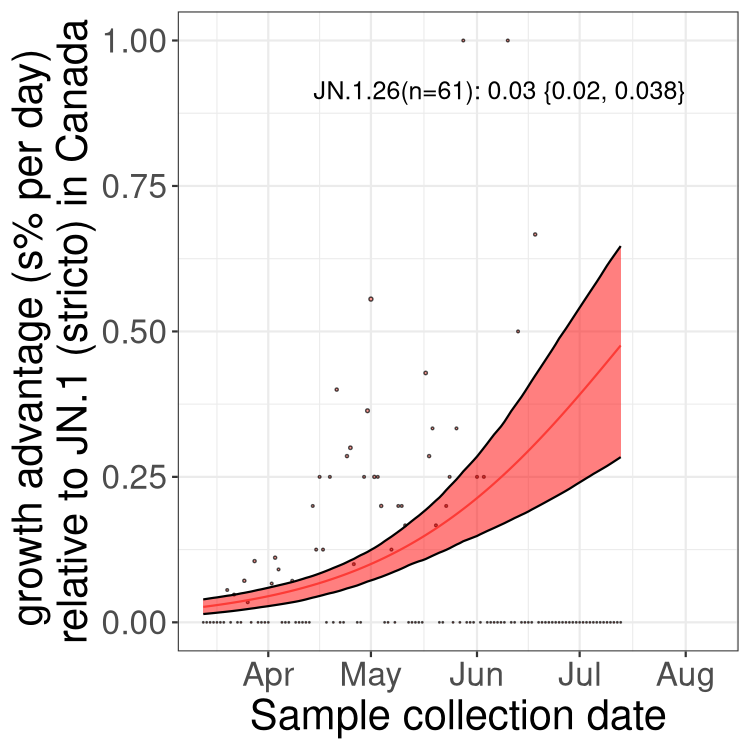 growth advantage (s% per day)
relative to JN.1 (stricto) in Canada
1.00
0.75
0.50
0.25
0.00
JN.1.26(n=61): 0.03 {0.02, 0.038}
Apr May Jun Jul Aug
Sample collection date